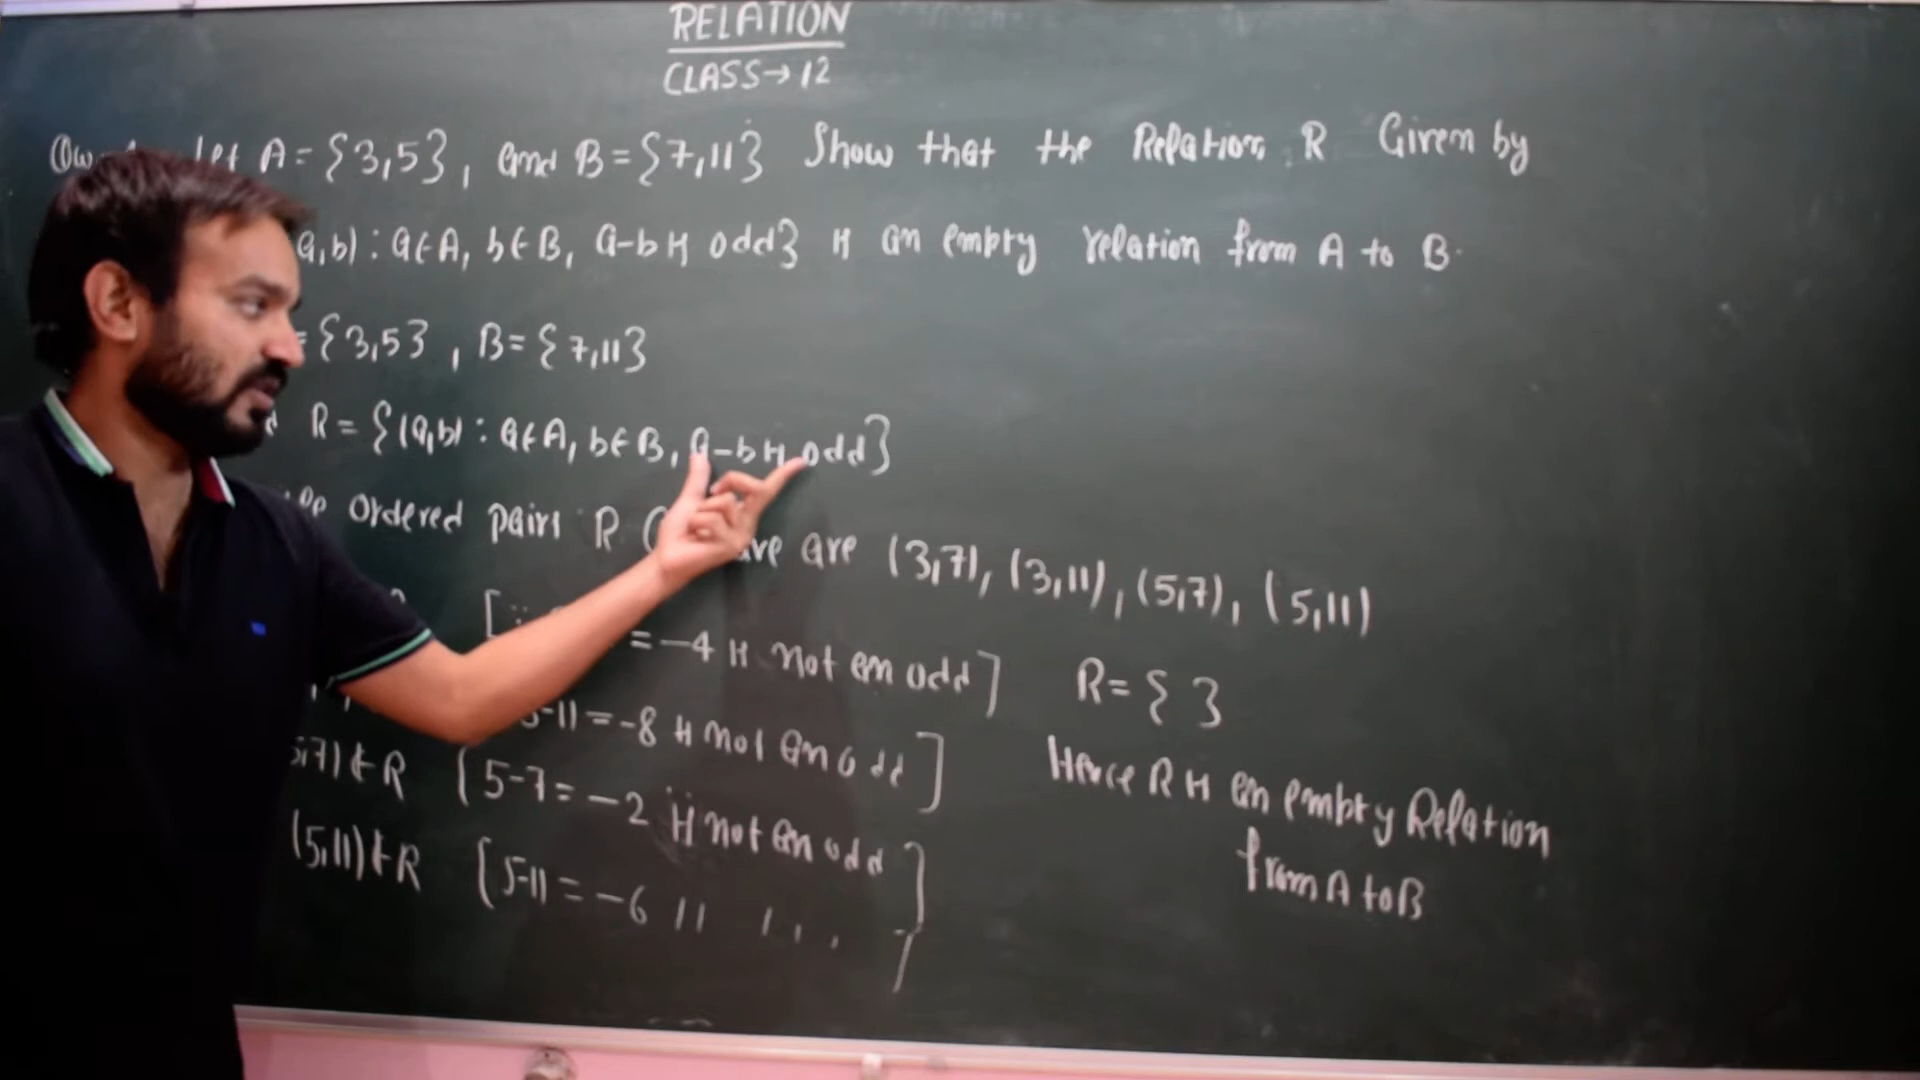 RELATION
CLASS→12
let A={3,5}, and B={7,11} Show that the Relation R Given by
a,b): a∈A, b∈B, a-b is odd} is an empty relation from A to B.
={3,5}, B={7,11}
R={(a,b): a∈A, b∈B, a-b is odd}
ordered pairs R are (3,7), (3,11), (5,7), (5,11)
=-4 is not an odd]
R={ }
-11=-8 is not an odd]
Hence R is an empty Relation
5,7)∉R [5-7=-2 is not an odd]
from A to B
(5,11)∉R [5-11=-6 11 1,, ]